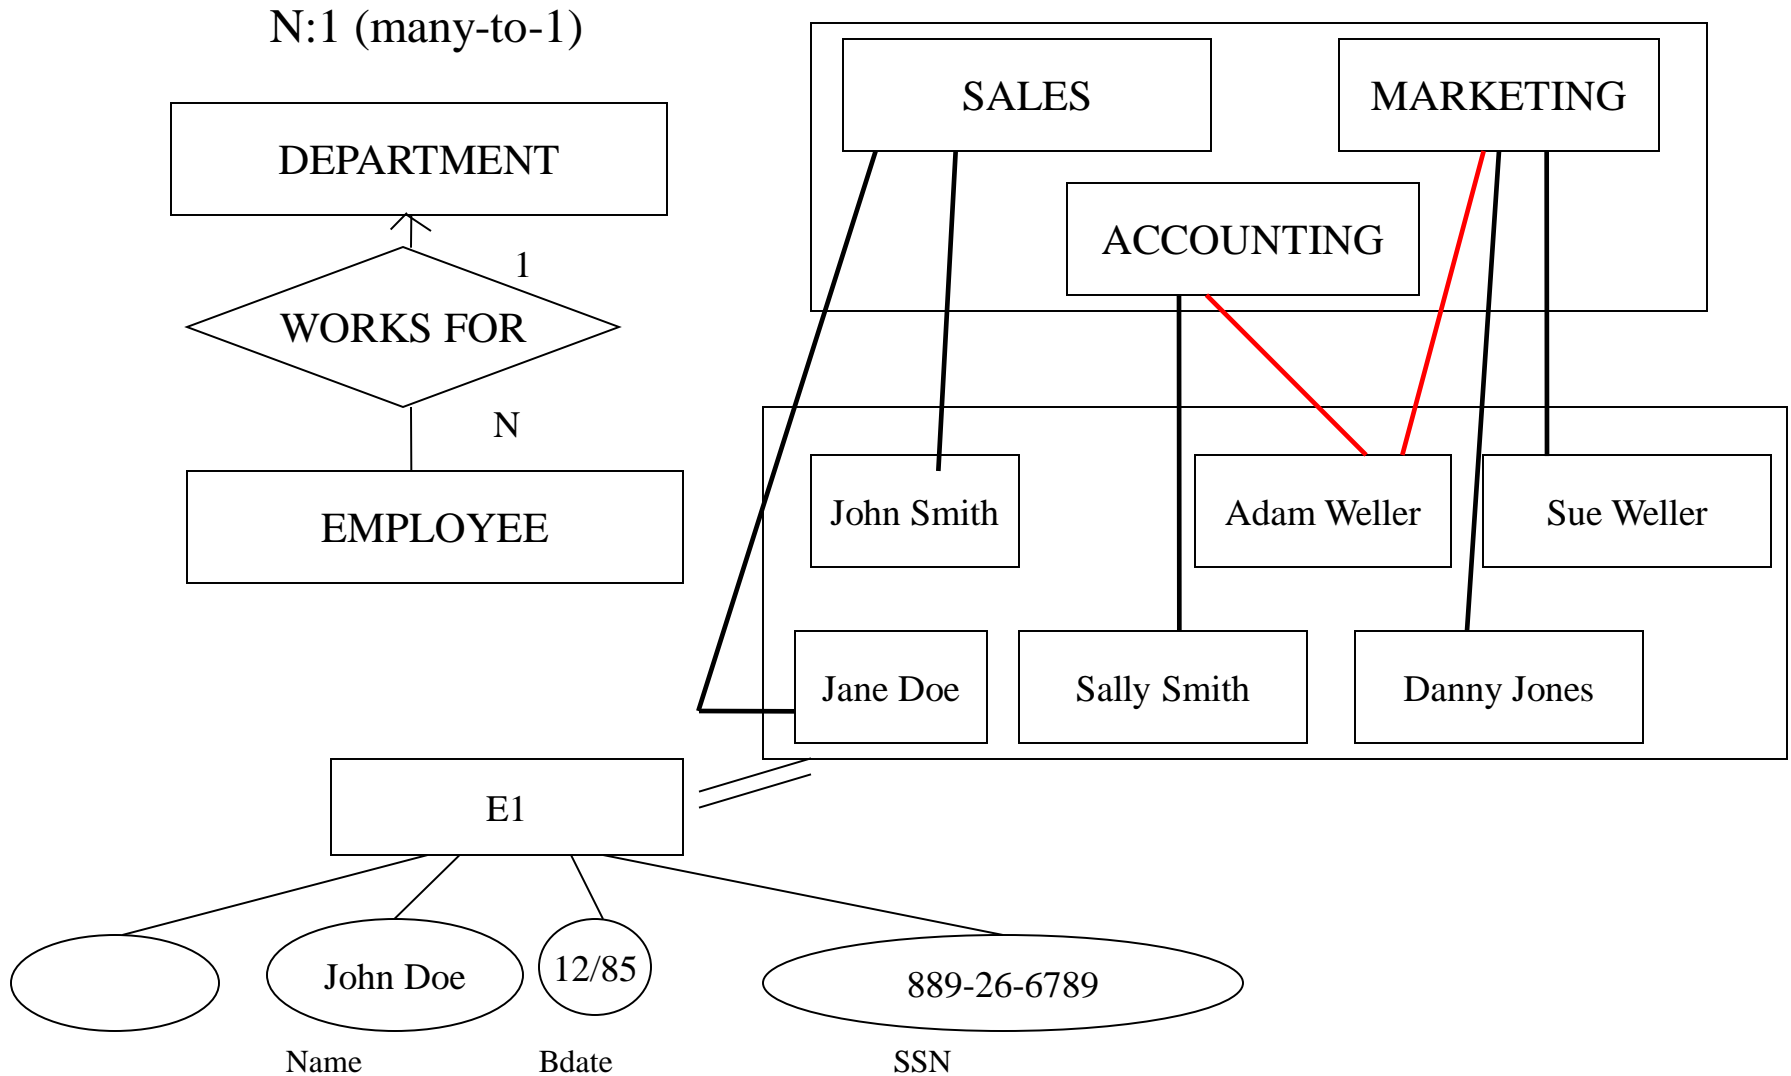 N:1 (many-to-1)
DEPARTMENT
1
WORKS FOR
N
EMPLOYEE
SALES
MARKETING
ACCOUNTING
John Smith
Adam Weller
Sue Weller
Jane Doe
Sally Smith
Danny Jones
E1
John Doe
12/85
889-26-6789
Name
Bdate
SSN